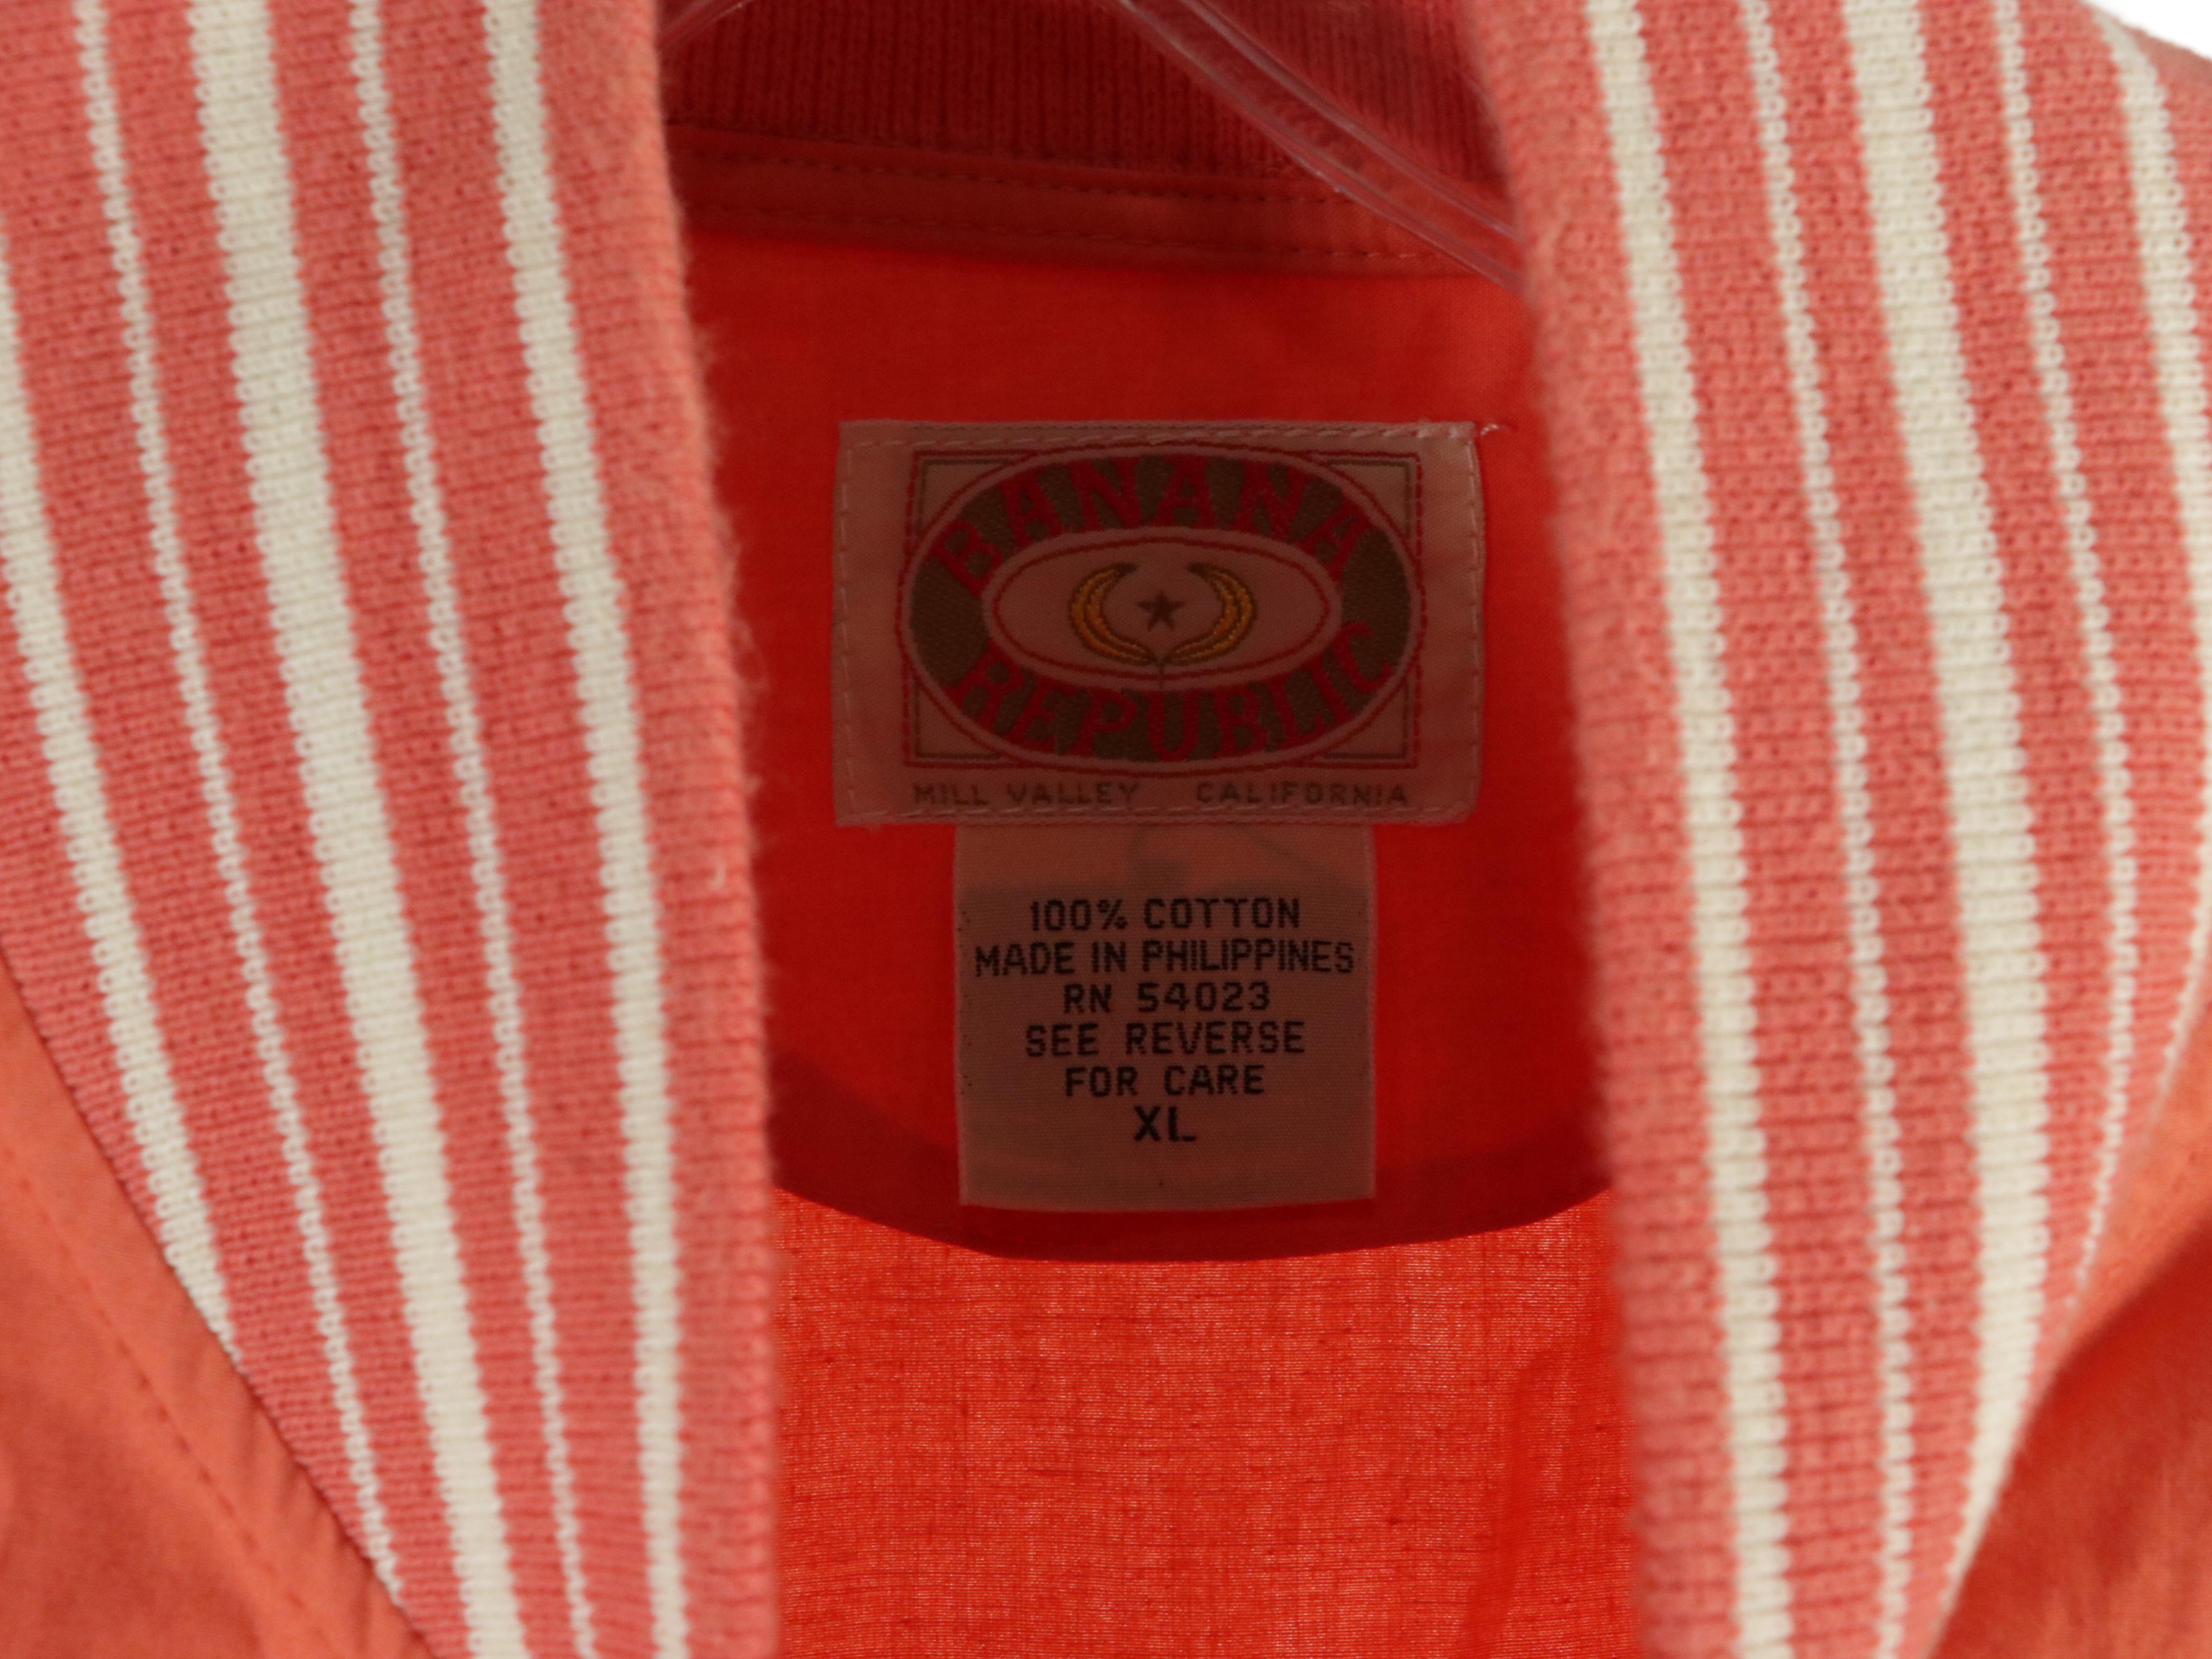 BANANA
REPUBLIC
MILL VALLEY CALIFORNIA
100% COTTON
MADE IN PHILIPPINES
RN 54023
SEE REVERSE
FOR CARE
XL